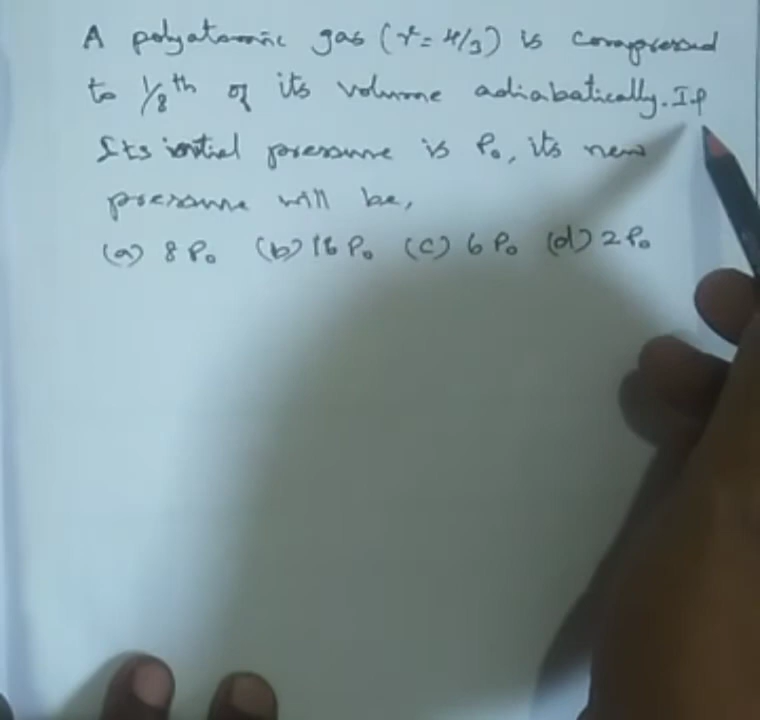 A polyatomic gas (γ = 4/3) is compressed
to 1/8th of its volume adiabatically. If
Its initial pressure is P₀, its new
pressure will be,
(a) 8 P₀ (b) 16 P₀ (c) 6 P₀ (d) 2 P₀